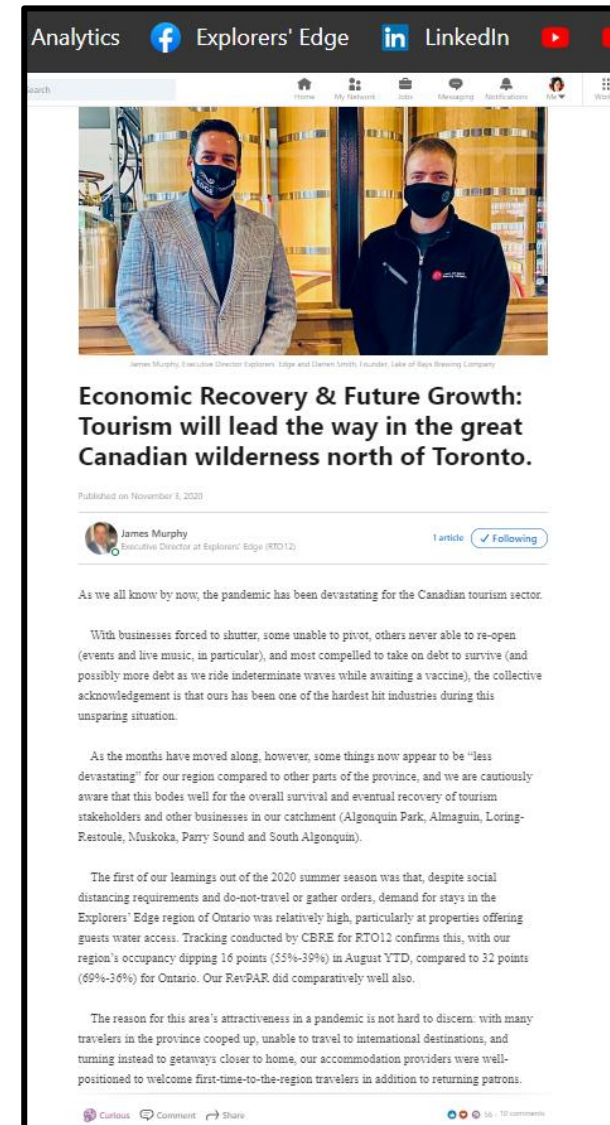 Analytics Explorers' Edge LinkedIn
Search
Home My Network Jobs Messaging Notifications Me
EDGE
James Murphy, Executive Director Explorers' Edge and Darren Smith, Founder, Lake of Bays Brewing Company
Economic Recovery & Future Growth:
Tourism will lead the way in the great
Canadian wilderness north of Toronto.
Published on November 3, 2020
James Murphy
Executive Director at Explorers' Edge (RTO12)
1 article ✓ Following
As we all know by now, the pandemic has been devastating for the Canadian tourism sector.
With businesses forced to shutter, some unable to pivot, others never able to re-open
(events and live music, in particular), and most compelled to take on debt to survive (and
possibly more debt as we ride indeterminate waves while awaiting a vaccine), the collective
acknowledgement is that ours has been one of the hardest hit industries during this
unsparing situation.
As the months have moved along, however, some things now appear to be “less
devastating” for our region compared to other parts of the province, and we are cautiously
aware that this bodes well for the overall survival and eventual recovery of tourism
stakeholders and other businesses in our catchment (Algonquin Park, Almaguin, Loring-
Restoule, Muskoka, Parry Sound and South Algonquin).
The first of our learnings out of the 2020 summer season was that, despite social
distancing requirements and do-not-travel or gather orders, demand for stays in the
Explorers’ Edge region of Ontario was relatively high, particularly at properties offering
guests water access. Tracking conducted by CBRE for RTO12 confirms this, with our
region’s occupancy dipping 16 points (55%-39%) in August YTD, compared to 32 points
(69%-36%) for Ontario. Our RevPAR did comparatively well also.
The reason for this area’s attractiveness in a pandemic is not hard to discern: with many
travelers in the province cooped up, unable to travel to international destinations, and
turning instead to getaways closer to home, our accommodation providers were well-
positioned to welcome first-time-to-the-region travelers in addition to returning patrons.
Curious Comment Share 10 comments